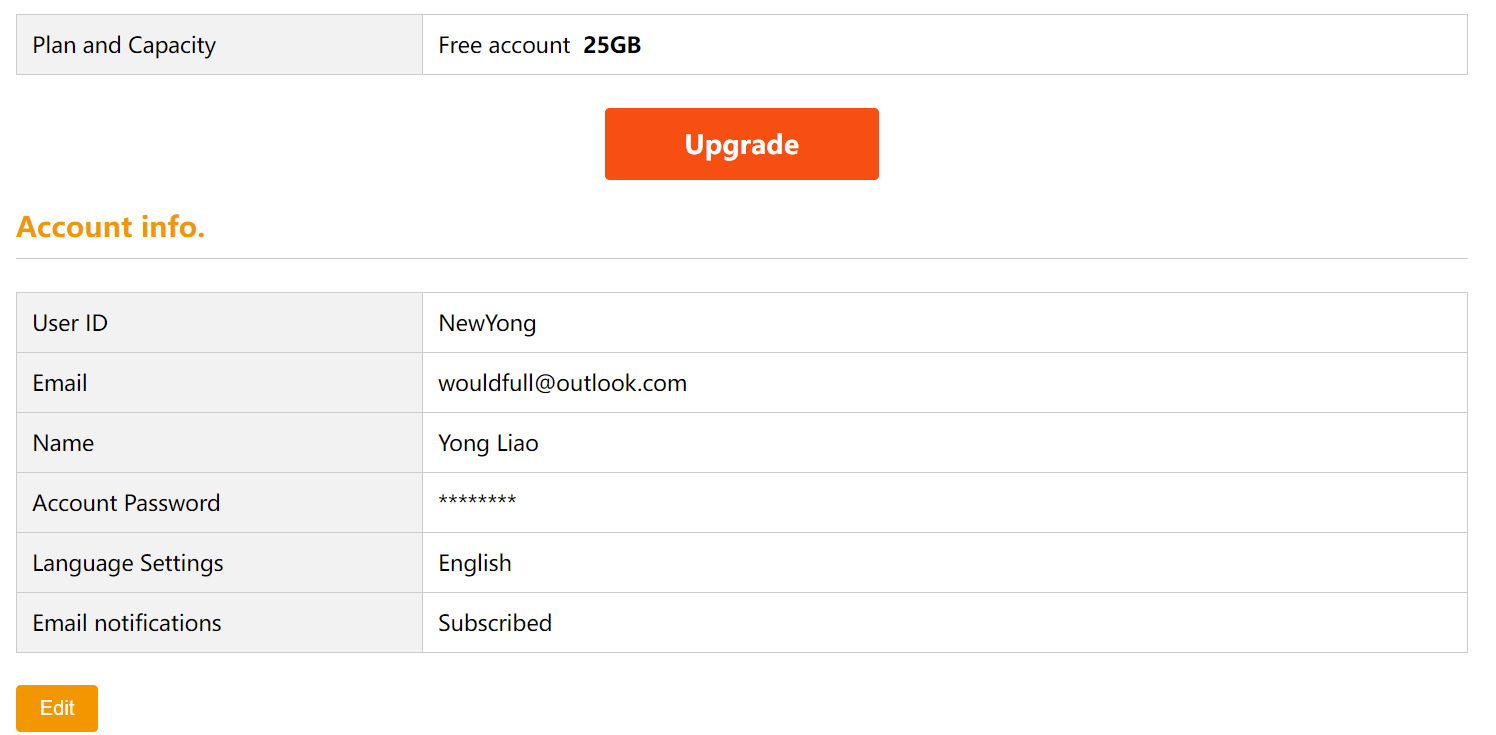 Plan and Capacity Free account 25GB
Upgrade
Account info.
User ID NewYong
Email wouldfull@outlook.com
Name Yong Liao
Account Password ********
Language Settings English
Email notifications Subscribed
Edit